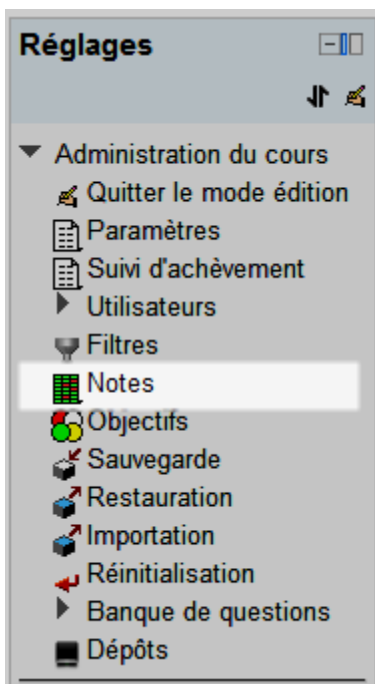 Réglages
Administration du cours
Quitter le mode édition
Paramètres
Suivi d'achèvement
Utilisateurs
Filtres
Notes
Objectifs
Sauvegarde
Restauration
Importation
Réinitialisation
Banque de questions
Dépôts